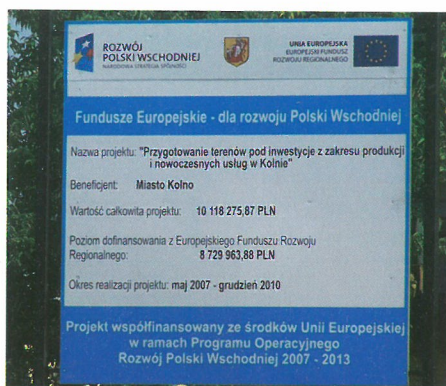 ROZWÓJ
POLSKI WSCHODNIEJ
NARODOWA STRATEGIA SPÓJNOŚCI
UNIA EUROPEJSKA
EUROPEJSKI FUNDUSZ
ROZWOJU REGIONALNEGO
Fundusze Europejskie - dla rozwoju Polski Wschodniej
Nazwa projektu: "Przygotowanie terenów pod inwestycje z zakresu produkcji
i nowoczesnych usług w Kolnie"
Beneficjent: Miasto Kolno
Wartość całkowita projektu: 10 118 275,87 PLN
Poziom dofinansowania z Europejskiego Funduszu Rozwoju
Regionalnego: 8 729 963,88 PLN
Okres realizacji projektu: maj 2007 - grudzień 2010
Projekt współfinansowany ze środków Unii Europejskiej
w ramach Programu Operacyjnego
Rozwój Polski Wschodniej 2007 - 2013